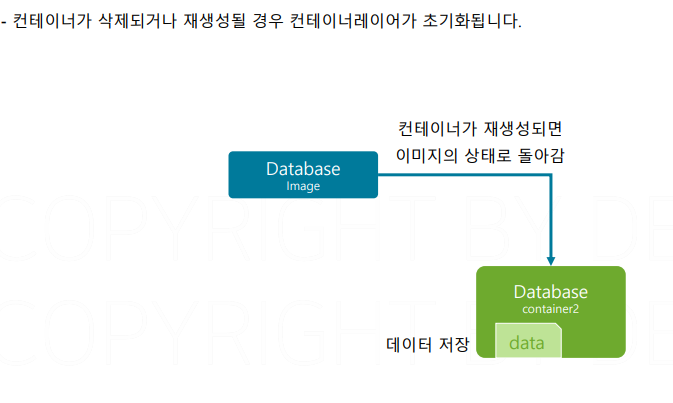 - 컨테이너가 삭제되거나 재생성될 경우 컨테이너레이어가 초기화됩니다.
컨테이너가 재생성되면
이미지의 상태로 돌아감
Database
Image
Database
container2
데이터 저장
data
COPYRIGHT BY DE
COPYRIGHT BY DE